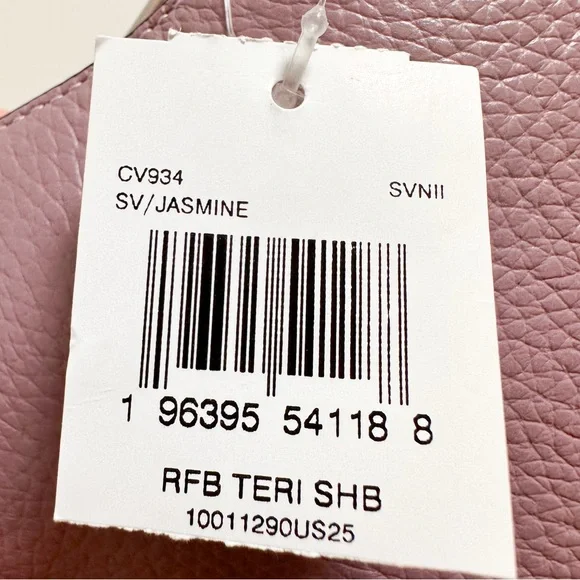 CV934
SVNII
SV/JASMINE
1 96395 54118 8
RFB TERI SHB
10011290US25